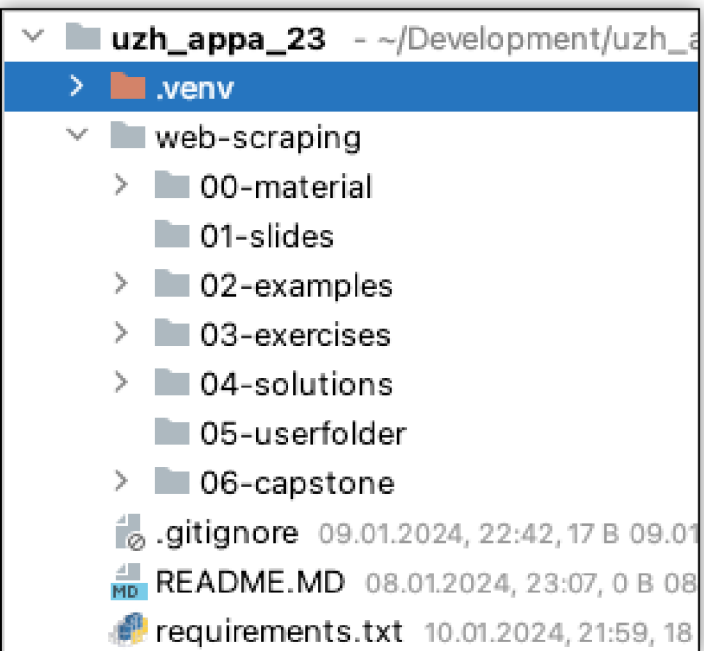 uzh_appa_23 - ~/Development/uzh_a
.venv
web-scraping
00-material
01-slides
02-examples
03-exercises
04-solutions
05-userfolder
06-capstone
.gitignore 09.01.2024, 22:42, 17 B 09.01
MD README.MD 08.01.2024, 23:07, 0 B 08
requirements.txt 10.01.2024, 21:59, 18